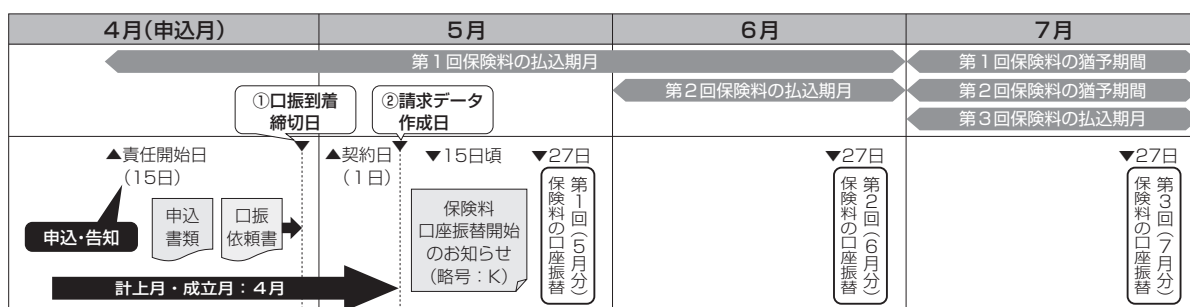 4月(申込月)
5月
6月
7月
第1回保険料の払込期月
第1回保険料の猶予期間
第2回保険料の払込期月
第2回保険料の猶予期間
第3回保険料の払込期月
①口振到着
締切日
②請求データ
作成日
▲責任開始日
(15日)
▲契約日
(1日)
▼15日頃
▼27日
▼27日
▼27日
申込・告知
申込
書類
口振
依頼書
保険料
口座振替開始
のお知らせ
(略号:K)
第1回(5月分)
保険料の口座振替
第2回(6月分)
保険料の口座振替
第3回(7月分)
保険料の口座振替
計上月・成立月:4月